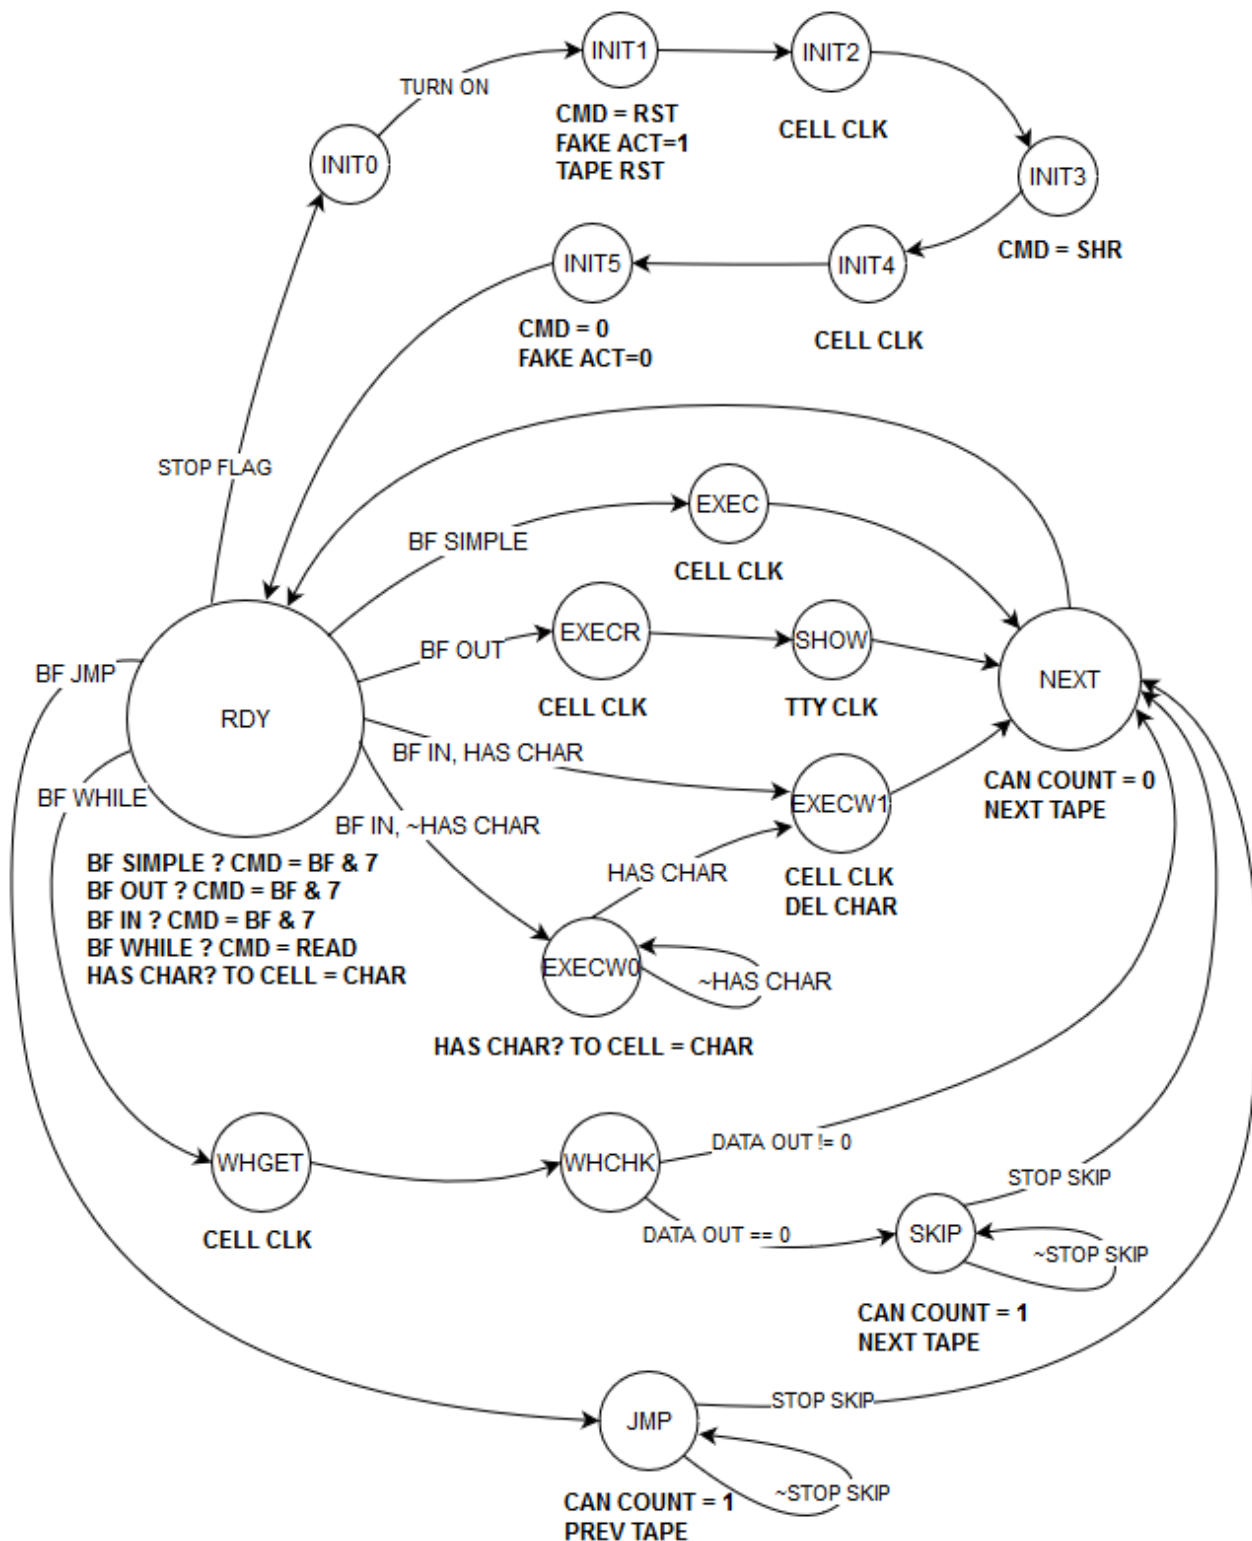 INIT1
INIT2
TURN ON
CMD = RST
FAKE ACT=1
TAPE RST
CELL CLK
INIT0
INIT3
CMD = SHR
INIT5
INIT4
CMD = 0
FAKE ACT=0
CELL CLK
STOP FLAG
EXEC
BF SIMPLE
CELL CLK
EXECR
SHOW
BF OUT
CELL CLK
TTY CLK
NEXT
BF JMP
RDY
BF IN, HAS CHAR
CAN COUNT = 0
NEXT TAPE
BF WHILE
EXECW1
BF IN, ~HAS CHAR
BF SIMPLE ? CMD = BF & 7
BF OUT ? CMD = BF & 7
BF IN ? CMD = BF & 7
BF WHILE ? CMD = READ
HAS CHAR? TO CELL = CHAR
HAS CHAR
CELL CLK
DEL CHAR
EXECW0
~HAS CHAR
HAS CHAR? TO CELL = CHAR
WHGET
WHCHK
DATA OUT != 0
CELL CLK
DATA OUT == 0
STOP SKIP
SKIP
~STOP SKIP
CAN COUNT = 1
NEXT TAPE
JMP
STOP SKIP
~STOP SKIP
CAN COUNT = 1
PREV TAPE